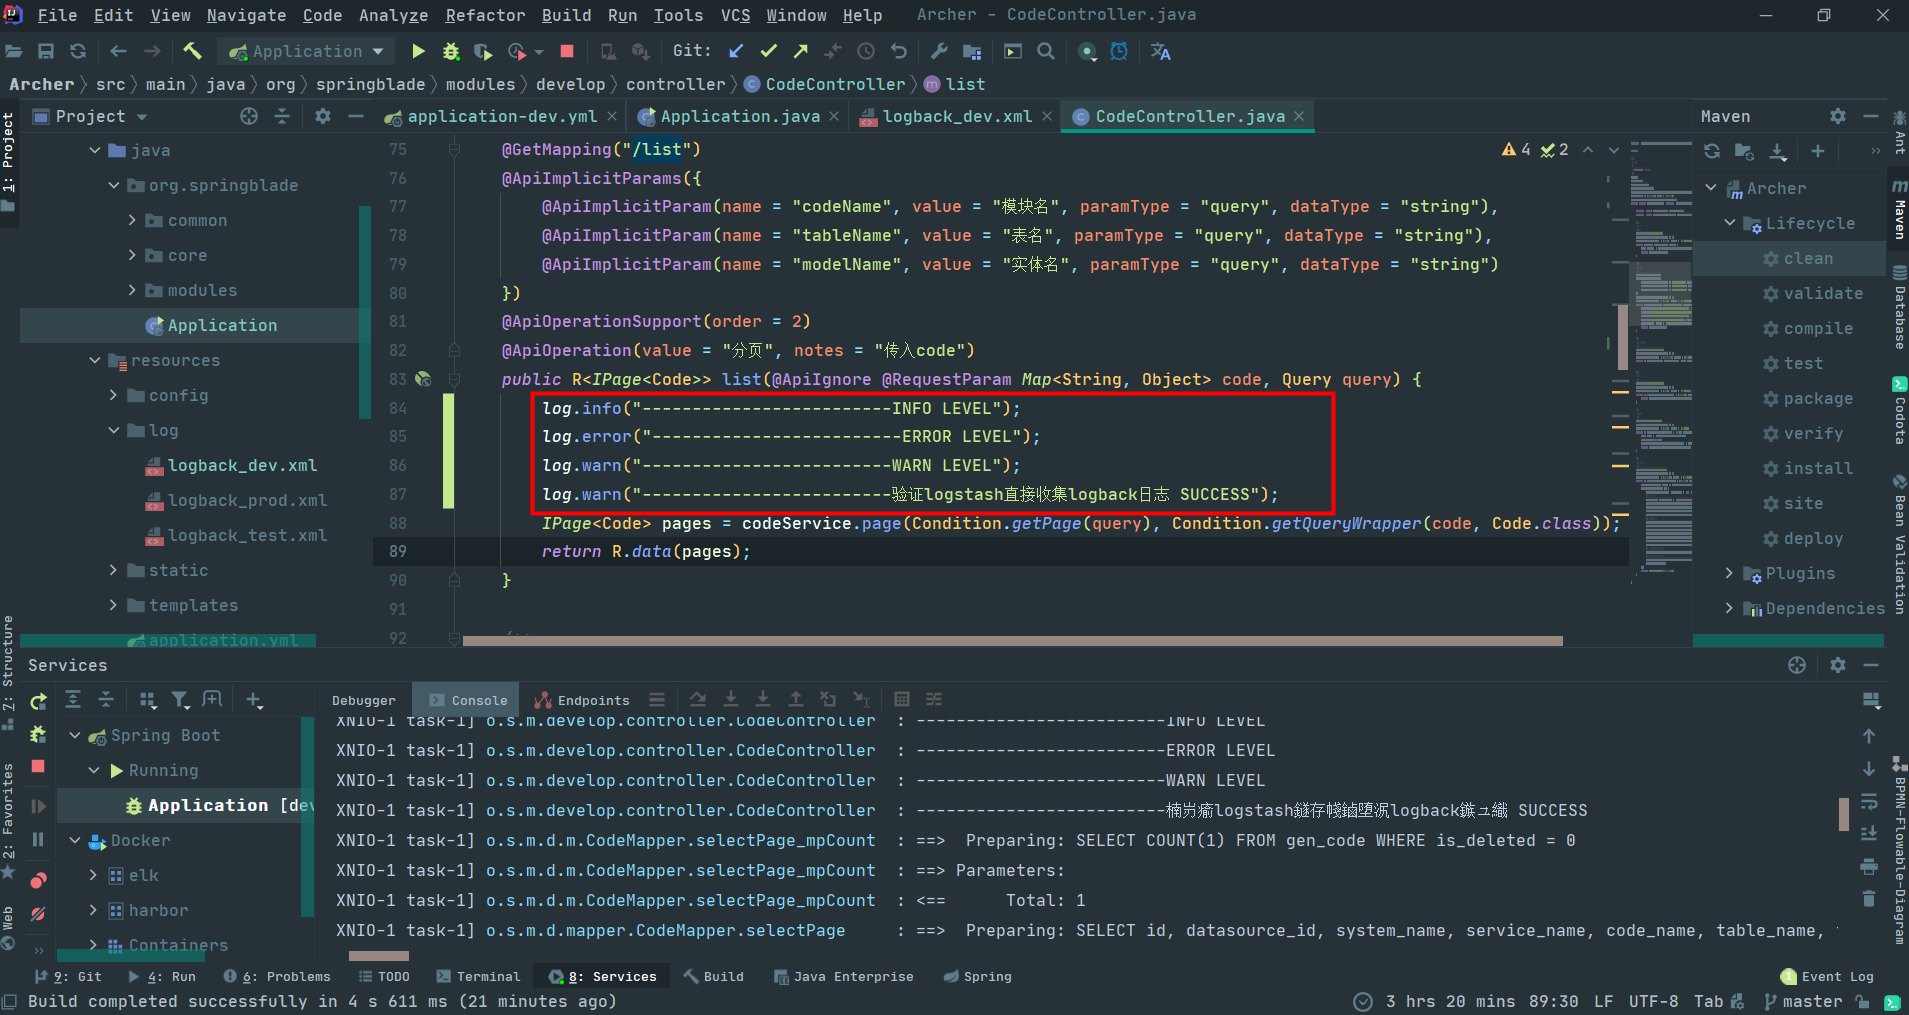 File Edit View Navigate Code Analyze Refactor Build Run Tools VCS Window Help Archer - CodeController.java
Application Git:
Archer src main java org springblade modules develop controller CodeController list
Project
application-dev.yml Application.java logback_dev.xml CodeController.java
Maven
1: Project
java
org.springblade
common
core
modules
Application
resources
config
log
logback_dev.xml
logback_prod.xml
logback_test.xml
static
templates
application.yml
4 2
75 @GetMapping("/list")
76 @ApiImplicitParams({
77 @ApiImplicitParam(name = "codeName", value = "模块名", paramType = "query", dataType = "string"),
78 @ApiImplicitParam(name = "tableName", value = "表名", paramType = "query", dataType = "string"),
79 @ApiImplicitParam(name = "modelName", value = "实体名", paramType = "query", dataType = "string")
80 })
81 @ApiOperationSupport(order = 2)
82 @ApiOperation(value = "分页", notes = "传入code")
83 public R<IPage<Code>> list(@ApiIgnore @RequestParam Map<String, Object> code, Query query) {
84 log.info("-------------------------INFO LEVEL");
85 log.error("-------------------------ERROR LEVEL");
86 log.warn("-------------------------WARN LEVEL");
87 log.warn("-------------------------验证logstash直接收集logback日志 SUCCESS");
88 IPage<Code> pages = codeService.page(Condition.getPage(query), Condition.getQueryWrapper(code, Code.class));
89 return R.data(pages);
90 }
91
92
Archer
Lifecycle
clean
validate
compile
test
package
verify
install
site
deploy
Plugins
Dependencies
Ant
Maven
Database
Codota
Bean Validation
BPMN-Flowable-Diagram
7: Structure
2: Favorites
Web
Services
Debugger Console Endpoints
Spring Boot
Running
Application [dev
Docker
elk
harbor
Containers
XNIO-1 task-1] o.s.m.develop.controller.CodeController : -------------------------INFO LEVEL
XNIO-1 task-1] o.s.m.develop.controller.CodeController : -------------------------ERROR LEVEL
XNIO-1 task-1] o.s.m.develop.controller.CodeController : -------------------------WARN LEVEL
XNIO-1 task-1] o.s.m.develop.controller.CodeController : -------------------------楠岃瘉logstash鐩存帴鏀堕泦logback鏃ュ織 SUCCESS
XNIO-1 task-1] o.s.m.d.m.CodeMapper.selectPage_mpCount : ==> Preparing: SELECT COUNT(1) FROM gen_code WHERE is_deleted = 0
XNIO-1 task-1] o.s.m.d.m.CodeMapper.selectPage_mpCount : ==> Parameters:
XNIO-1 task-1] o.s.m.d.m.CodeMapper.selectPage_mpCount : <== Total: 1
XNIO-1 task-1] o.s.m.d.mapper.CodeMapper.selectPage : ==> Preparing: SELECT id, datasource_id, system_name, service_name, code_name, table_name,
9: Git 4: Run 6: Problems TODO Terminal 8: Services Build Java Enterprise Spring 1 Event Log
Build completed successfully in 4 s 611 ms (21 minutes ago) 3 hrs 20 mins 89:30 LF UTF-8 Tab master